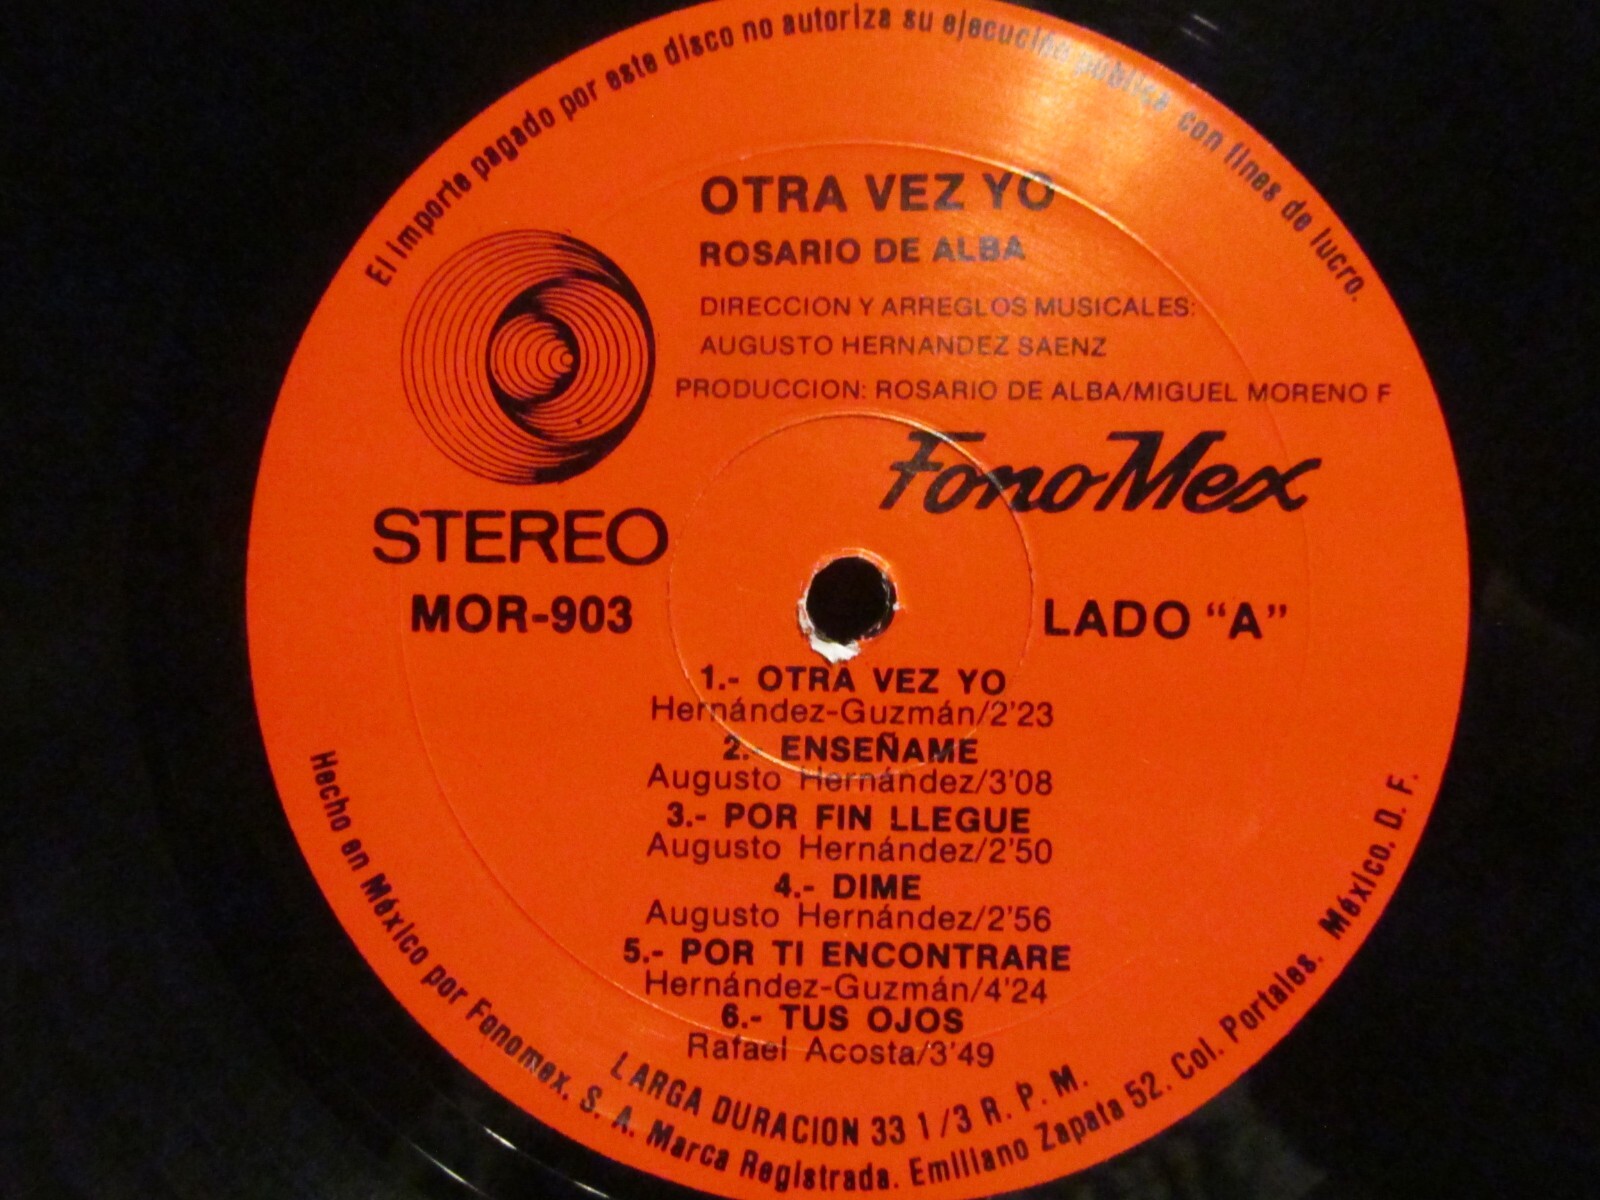 El importe pagado por este disco no autoriza su ejecución pública con fines de lucro.
OTRA VEZ YO
ROSARIO DE ALBA
DIRECCION Y ARREGLOS MUSICALES:
AUGUSTO HERNANDEZ SAENZ
PRODUCCION: ROSARIO DE ALBA/MIGUEL MORENO F
FonoMex
STEREO
MOR-903
LADO "A"
1.- OTRA VEZ YO
Hernández-Guzmán/2'23
2.- ENSEÑAME
Augusto Hernández/3'08
3.- POR FIN LLEGUE
Augusto Hernández/2'50
4.- DIME
Augusto Hernández/2'56
5.- POR TI ENCONTRARE
Hernández-Guzmán/4'24
6.- TUS OJOS
Rafael Acosta/3'49
LARGA DURACION 33 1/3 R. P. M.
Hecho en México por Fonomex, S. A. Marca Registrada. Emiliano Zapata 52. Col. Portales. México, D. F.